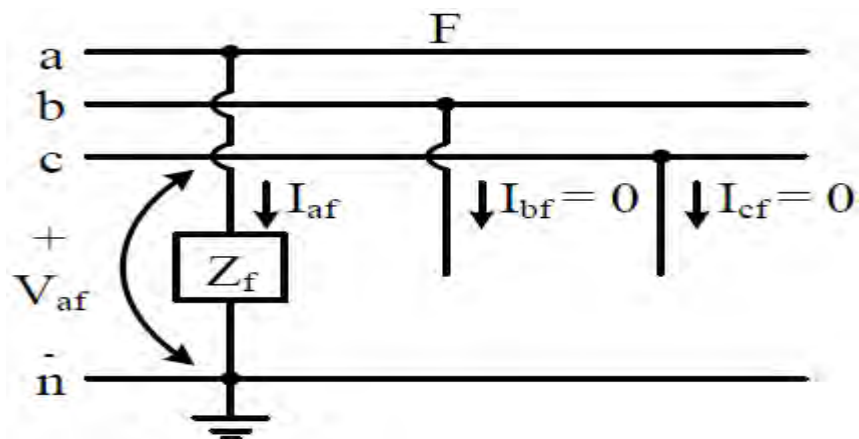 F
a
b
c
I_af
I_bf = 0
I_cf = 0
+
V_af
-
Z_f
n